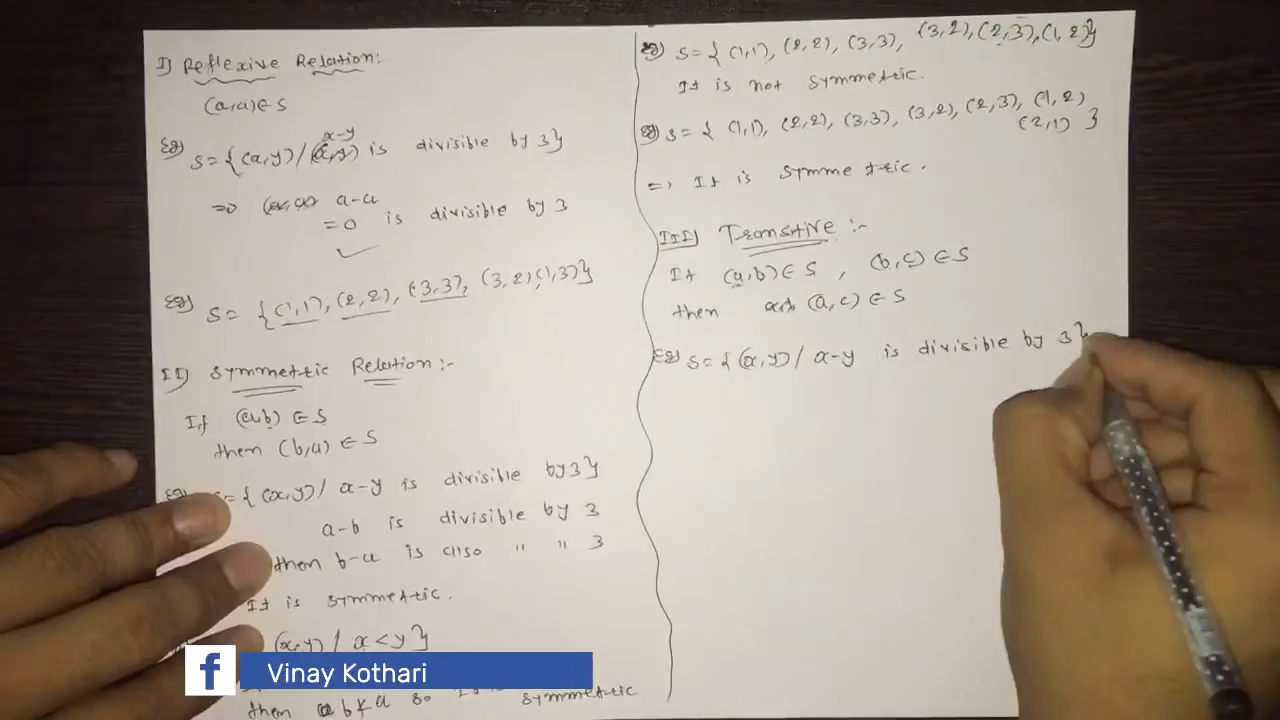 I) Reflexive Relation:-
(a,a) ∈ S
Eg) S = { (x,y) / x-y is divisible by 3}
=> a-a
= 0 is divisible by 3
Eg) S = { (1,1), (2,2), (3,3), (3,2), (1,3)}
II) Symmetric Relation:-
If (a,b) ∈ S
then (b,a) ∈ S
Eg) S = { (x,y) / x-y is divisible by 3}
a-b is divisible by 3
then b-a is also " " 3
It is symmetric.
(x,y) / x < y }
then b ≮ a so It is symmetric
Eg) S = { (1,1), (2,2), (3,3), (3,2), (2,3), (1,2)}
It is not symmetric.
Eg) S = { (1,1), (2,2), (3,3), (3,2), (2,3), (1,2)
(2,1) }
=> It is symmetric.
III) Transitive :-
If (a,b) ∈ S , (b,c) ∈ S
then (a,c) ∈ S
Eg) S = { (x,y) / x-y is divisible by 3}
f Vinay Kothari